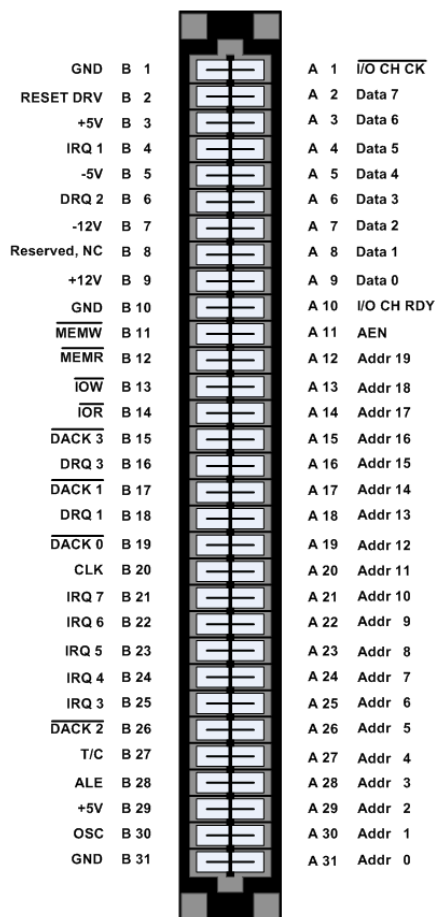 GND B 1 A 1 I/O CH CK
RESET DRV B 2 A 2 Data 7
+5V B 3 A 3 Data 6
IRQ 1 B 4 A 4 Data 5
-5V B 5 A 5 Data 4
DRQ 2 B 6 A 6 Data 3
-12V B 7 A 7 Data 2
Reserved, NC B 8 A 8 Data 1
+12V B 9 A 9 Data 0
GND B 10 A 10 I/O CH RDY
MEMW B 11 A 11 AEN
MEMR B 12 A 12 Addr 19
IOW B 13 A 13 Addr 18
IOR B 14 A 14 Addr 17
DACK 3 B 15 A 15 Addr 16
DRQ 3 B 16 A 16 Addr 15
DACK 1 B 17 A 17 Addr 14
DRQ 1 B 18 A 18 Addr 13
DACK 0 B 19 A 19 Addr 12
CLK B 20 A 20 Addr 11
IRQ 7 B 21 A 21 Addr 10
IRQ 6 B 22 A 22 Addr 9
IRQ 5 B 23 A 23 Addr 8
IRQ 4 B 24 A 24 Addr 7
IRQ 3 B 25 A 25 Addr 6
DACK 2 B 26 A 26 Addr 5
T/C B 27 A 27 Addr 4
ALE B 28 A 28 Addr 3
+5V B 29 A 29 Addr 2
OSC B 30 A 30 Addr 1
GND B 31 A 31 Addr 0